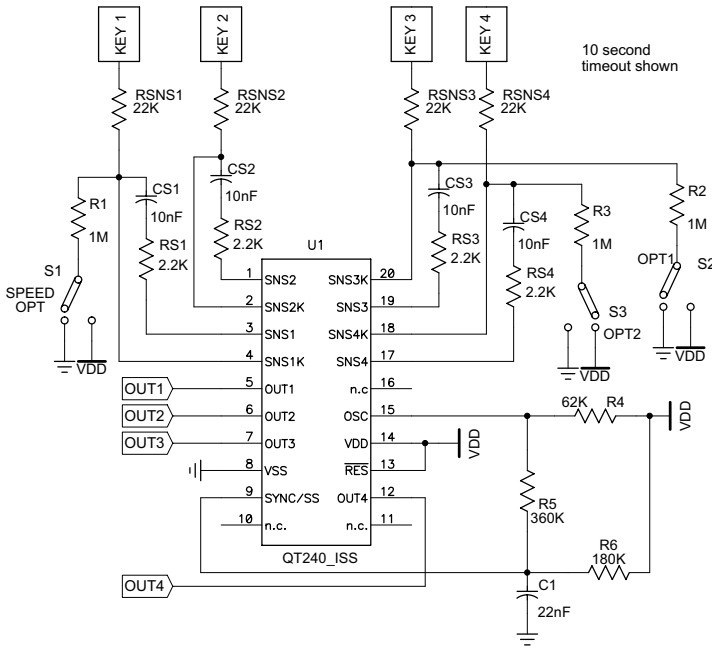 KEY 1
KEY 2
KEY 3
KEY 4
10 second
timeout shown
RSNS1
22K
RSNS2
22K
RSNS3
22K
RSNS4
22K
R1
1M
CS1
10nF
CS2
10nF
CS3
10nF
CS4
10nF
R2
1M
R3
1M
RS1
2.2K
RS2
2.2K
RS3
2.2K
RS4
2.2K
S1
SPEED
OPT
VDD
OPT1
S2
VDD
S3
OPT2
VDD
U1
1 SNS2
2 SNS2K
3 SNS1
4 SNS1K
5 OUT1
6 OUT2
7 OUT3
8 VSS
9 SYNC/SS
10 n.c.
SNS3K 20
SNS3 19
SNS4K 18
SNS4 17
n.c 16
OSC 15
VDD 14
RES 13
OUT4 12
n.c. 11
QT240_ISS
OUT1
OUT2
OUT3
OUT4
62K R4
VDD
VDD
R5
360K
R6
180K
C1
22nF